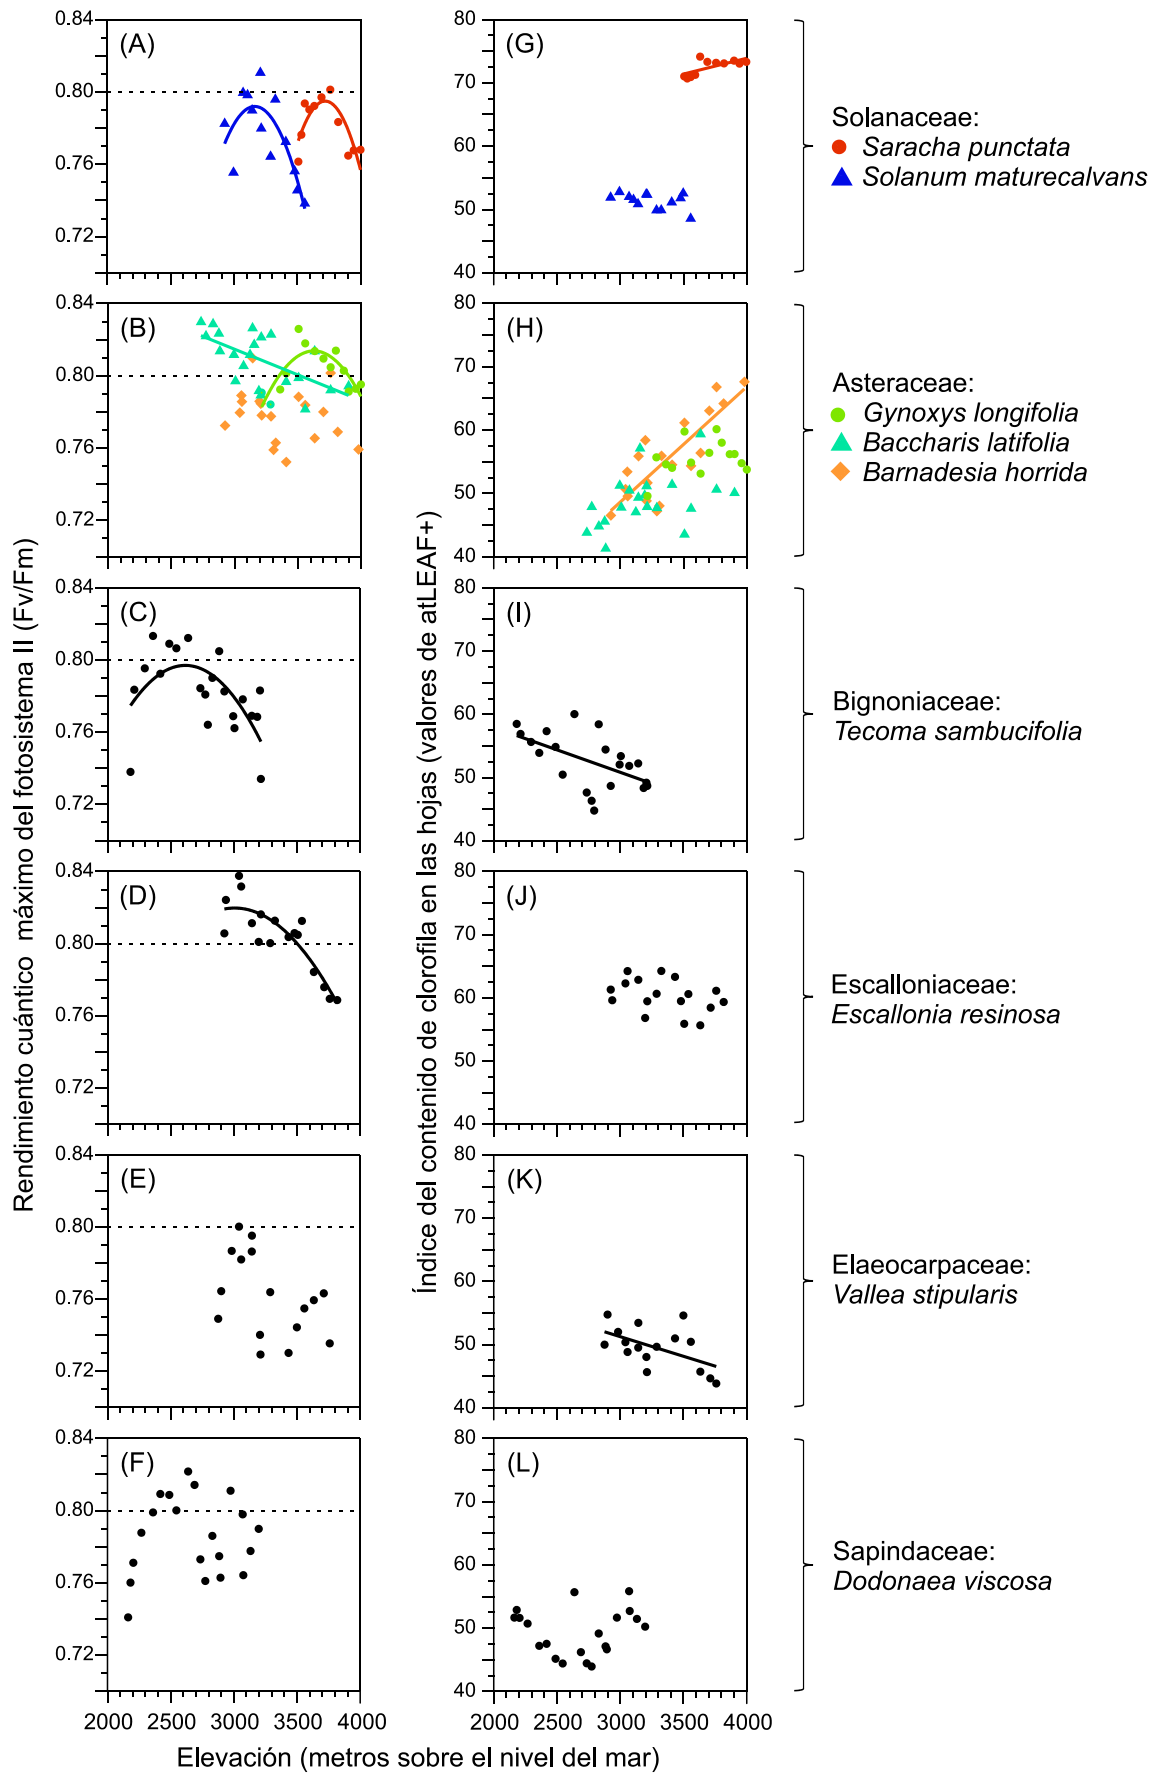 Rendimiento cuántico máximo del fotosistema II (Fv/Fm)
Índice del contenido de clorofila en las hojas (valores de atLEAF+)
(A)
0.84
0.80
0.76
0.72
(G)
80
70
60
50
40
Solanaceae:
Saracha punctata
Solanum maturecalvans
(B)
0.84
0.80
0.76
0.72
(H)
80
70
60
50
40
Asteraceae:
Gynoxys longifolia
Baccharis latifolia
Barnadesia horrida
(C)
0.84
0.80
0.76
0.72
(I)
80
70
60
50
40
Bignoniaceae:
Tecoma sambucifolia
(D)
0.84
0.80
0.76
0.72
(J)
80
70
60
50
40
Escalloniaceae:
Escallonia resinosa
(E)
0.84
0.80
0.76
0.72
(K)
80
70
60
50
40
Elaeocarpaceae:
Vallea stipularis
(F)
0.84
0.80
0.76
0.72
(L)
80
70
60
50
40
Sapindaceae:
Dodonaea viscosa
2000 3000 4000
2000 3000 4000
Elevación (metros sobre el nivel del mar)